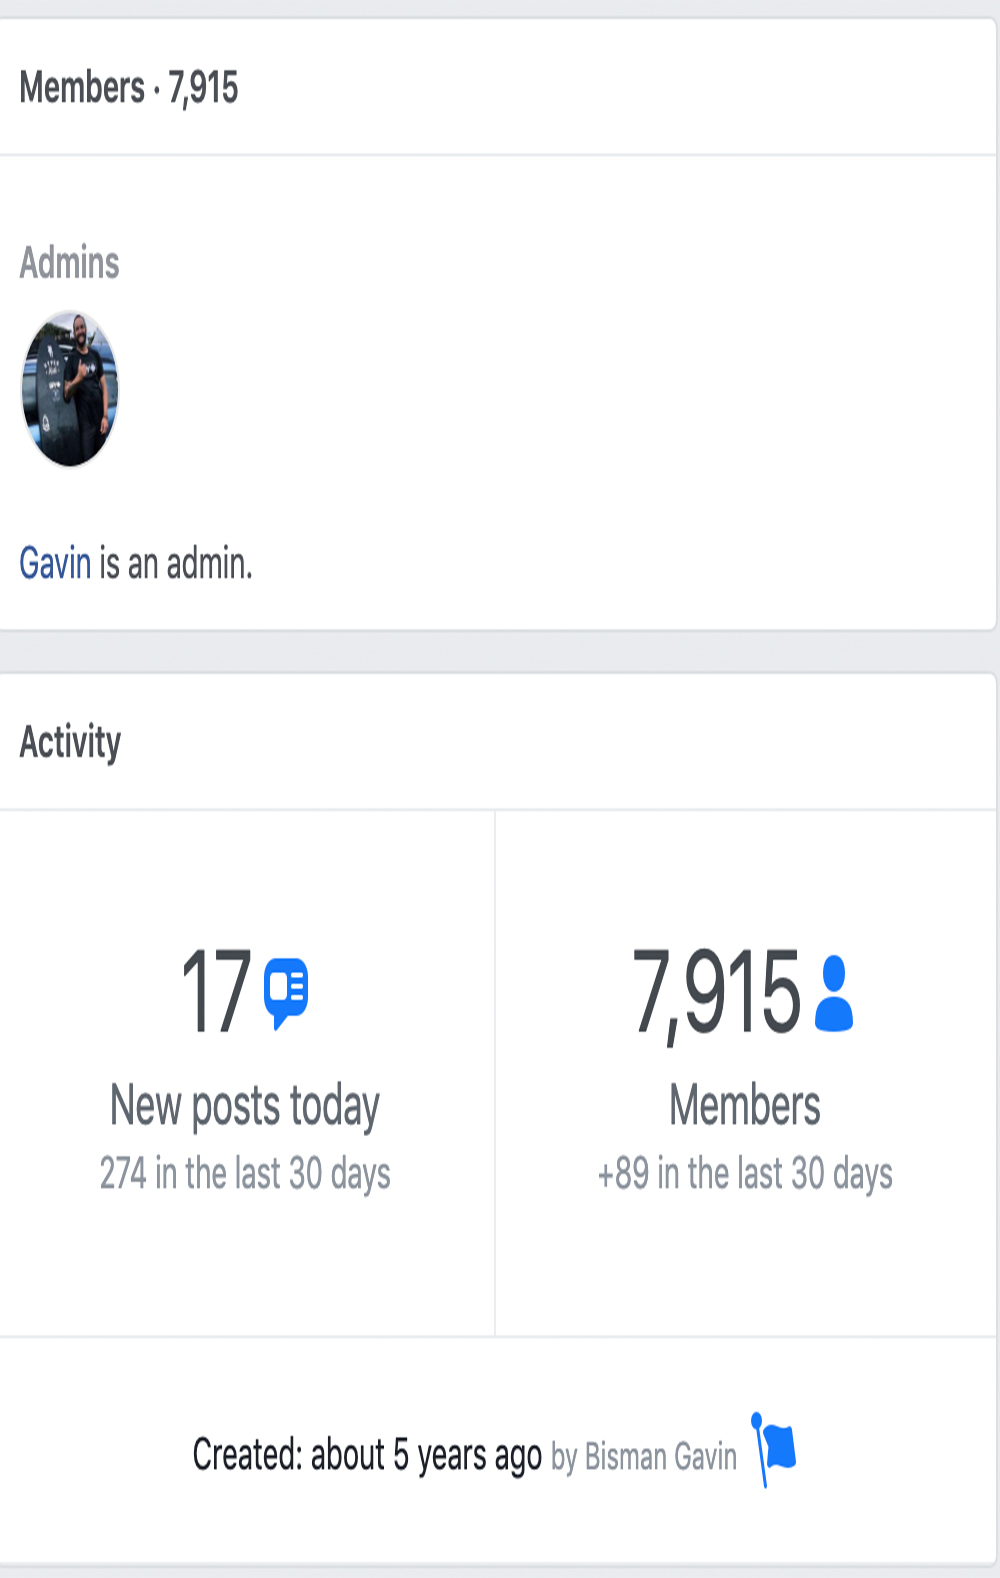 Members · 7,915
Admins
Gavin is an admin.
Activity
17
New posts today
274 in the last 30 days
7,915
Members
+89 in the last 30 days
Created: about 5 years ago by Bisman Gavin